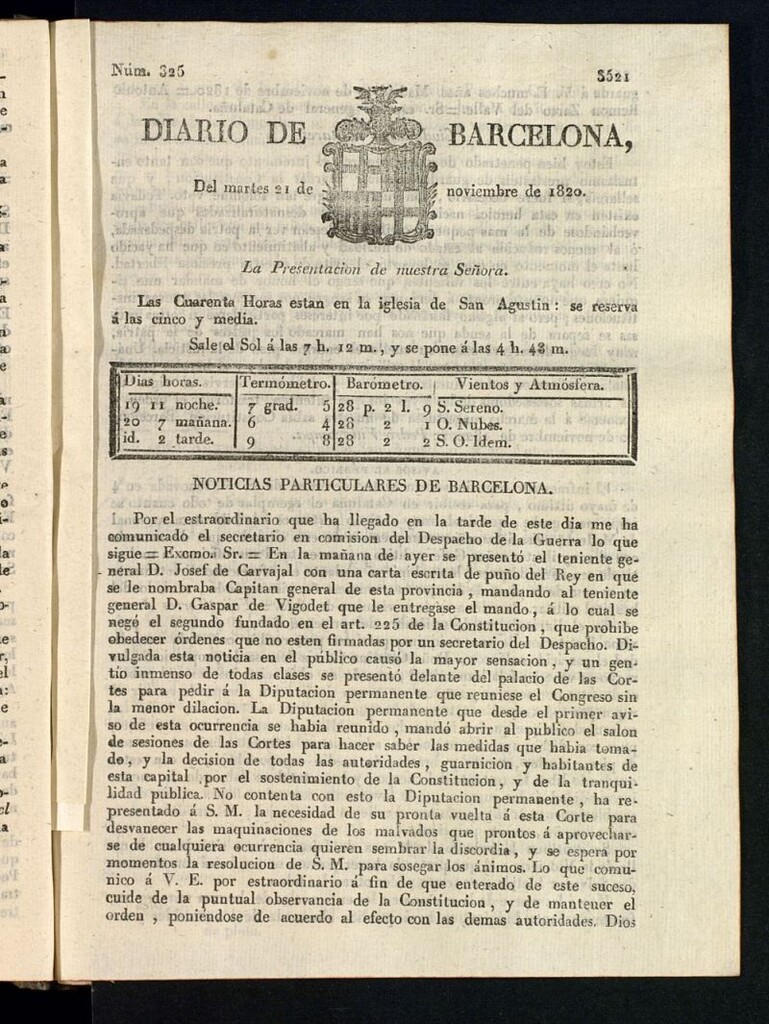 Núm. 325 3521
DIARIO DE BARCELONA,
Del martes 21 de noviembre de 1820.
La Presentacion de nuestra Señora.
Las Cuarenta Horas estan en la iglesia de San Agustin: se reserva
á las cinco y media.
Sale el Sol á las 7 h. 12 m., y se pone á las 4 h. 48 m.
Dias horas. Termómetro. Barómetro. Vientos y Atmósfera.
19 11 noche. 7 grad. 5 28 p. 2 l. 9 S. Sereno.
20 7 mañana. 6 4 28 2 1 O. Nubes.
id. 2 tarde. 9 8 28 2 2 S. O. Idem.
NOTICIAS PARTICULARES DE BARCELONA.
Por el estraordinario que ha llegado en la tarde de este dia me ha
comunicado el secretario en comision del Despacho de la Guerra lo que
sigue = Excmo. Sr. = En la mañana de ayer se presentó el teniente ge-
neral D. Josef de Carvajal con una carta escrita de puño del Rey en que
se le nombraba Capitan general de esta provincia, mandando al teniente
general D. Gaspar de Vigodet que le entregase el mando, á lo cual se
negó el segundo fundado en el art. 225 de la Constitucion, que prohibe
obedecer órdenes que no esten firmadas por un secretario del Despacho. Di-
vulgada esta noticia en el público causó la mayor sensacion, y un gen-
tío inmenso de todas clases se presentó delante del palacio de las Cor-
tes para pedir á la Diputacion permanente que reuniese el Congreso sin
la menor dilacion. La Diputacion permanente que desde el primer avi-
so de esta ocurrencia se habia reunido, mandó abrir al público el salon
de sesiones de las Cortes para hacer saber las medidas que habia toma-
do, y la decision de todas las autoridades, guarnicion y habitantes de
esta capital por el sostenimiento de la Constitucion, y de la tranqui-
lidad pública. No contenta con esto la Diputacion permanente, ha re-
presentado á S. M. la necesidad de su pronta vuelta á esta Corte para
desvanecer las maquinaciones de los malvados que prontos á aprovechar-
se de cualquiera ocurrencia quieren sembrar la discordia, y se espera por
momentos la resolucion de S. M. para sosegar los ánimos. Lo que comu-
nico á V. E. por estraordinario á fin de que enterado de este suceso,
cuide de la puntual observancia de la Constitucion, y de mantener el
orden, poniéndose de acuerdo al efecto con las demas autoridades. Dios